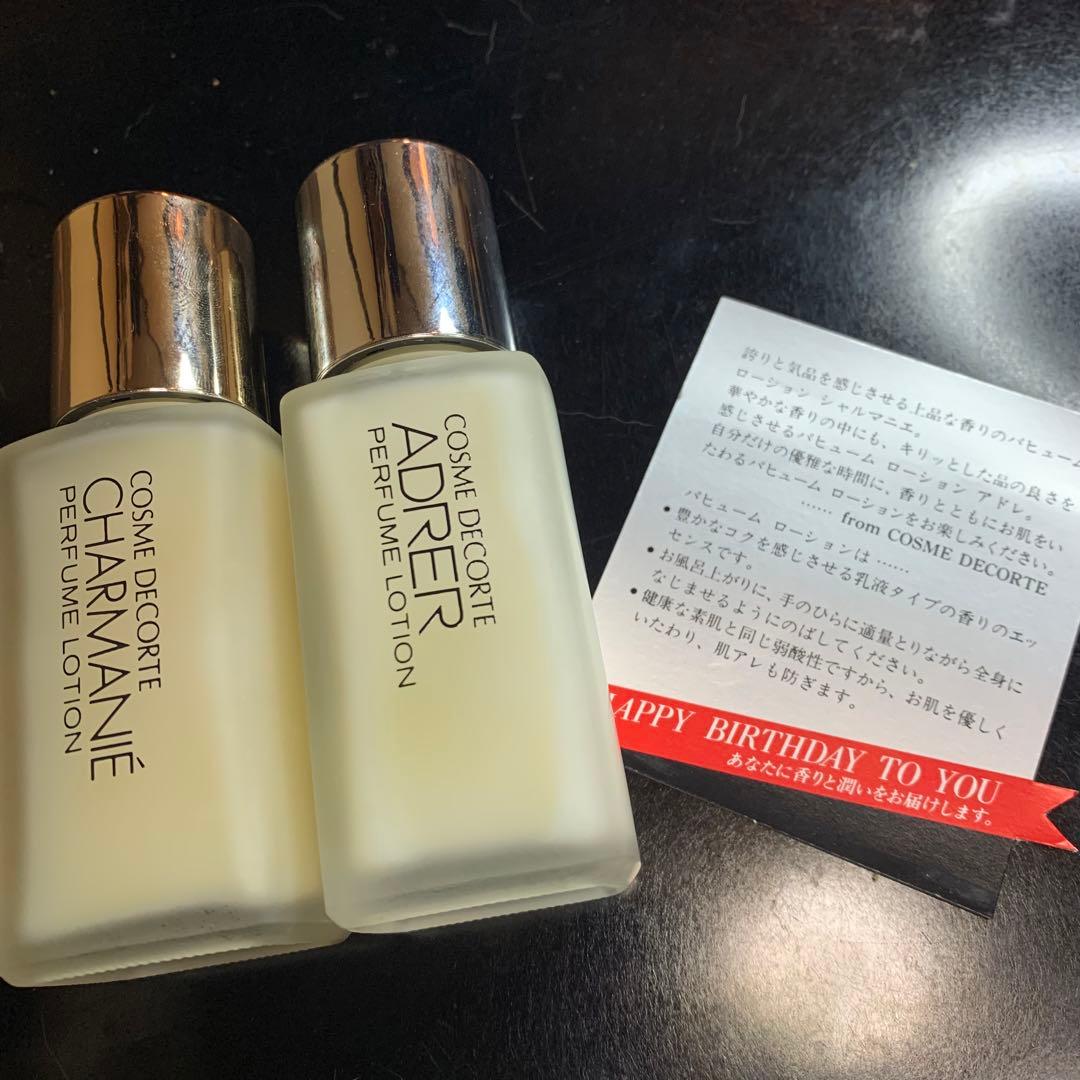 COSME DECORTE
CHARMANIÉ
PERFUME LOTION
COSME DECORTE
ADRER
PERFUME LOTION
誇りと気品を感じさせる上品な香りのパヒューム
ローション シャルマニエ。
華やかな香りの中にも、キリッとした品の良さを
感じさせるパヒューム ローション アドレ。
自分だけの優雅な時間に、香りとともにお肌をい
たわるパヒューム ローションをお楽しみください。
…… from COSME DECORTE
パヒューム ローションは……
●豊かなコクを感じさせる乳液タイプの香りのエッ
センスです。
●お風呂上がりに、手のひらに適量とりながら全身に
なじませるようにのばしてください。
●健康な素肌と同じ弱酸性ですから、お肌を優しく
いたわり、肌アレも防ぎます。
HAPPY BIRTHDAY TO YOU
あなたに香りと潤いをお届けします。